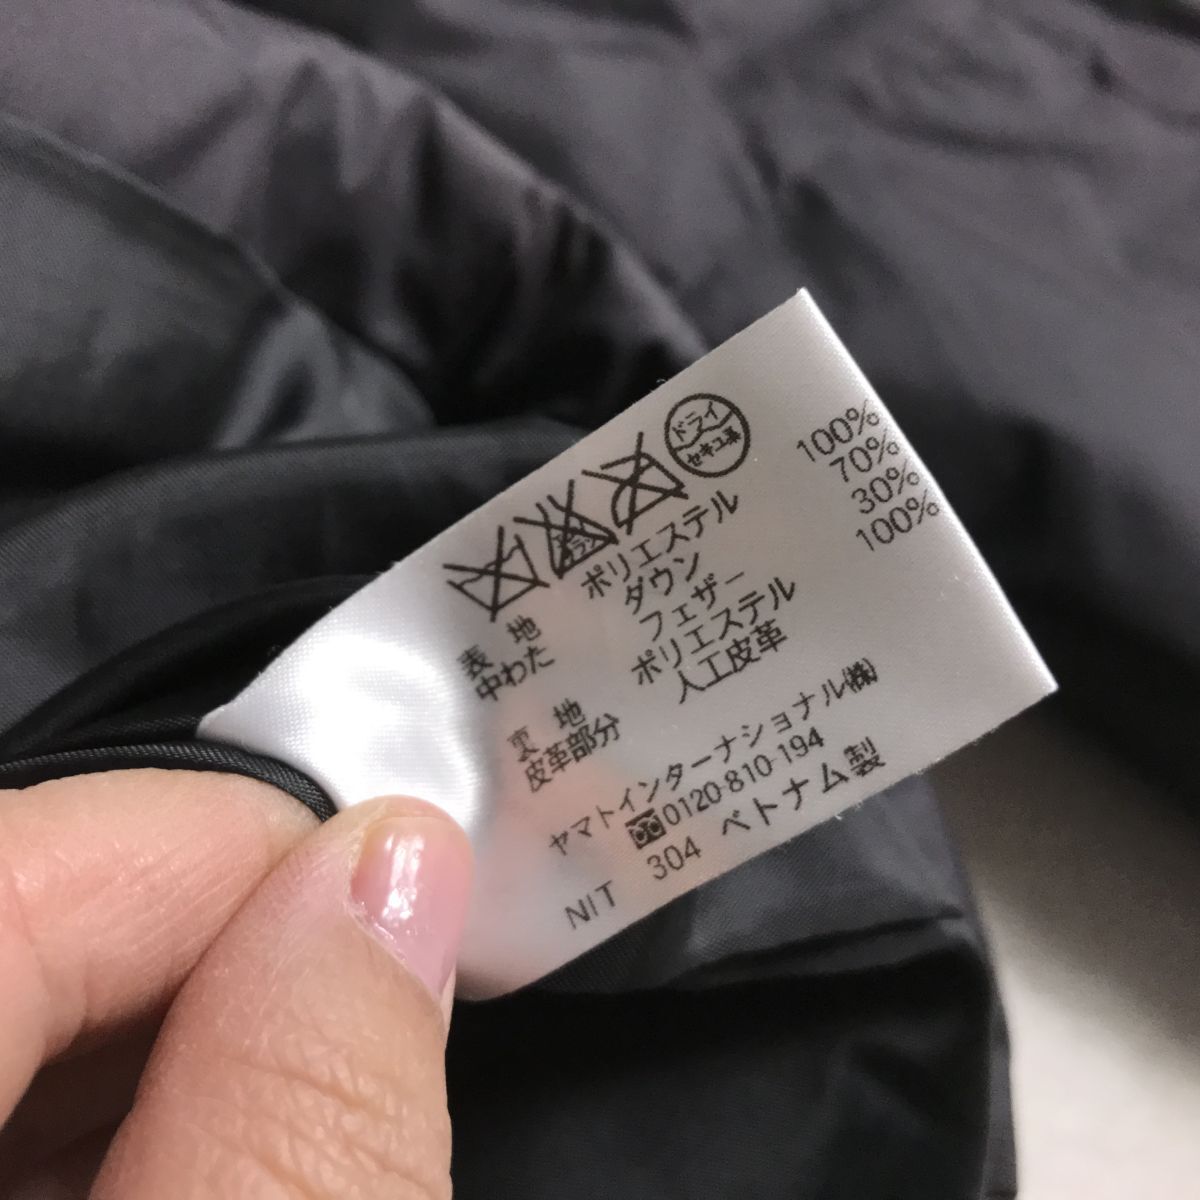 ドライ
セキユ系
表 地 ポリエステル 100%
中わた ダウン 70%
フェザー 30%
裏 地 ポリエステル 100%
皮革部分 人工皮革
ヤマトインターナショナル㈱
0120-810-194
NIT 304 ベトナム製